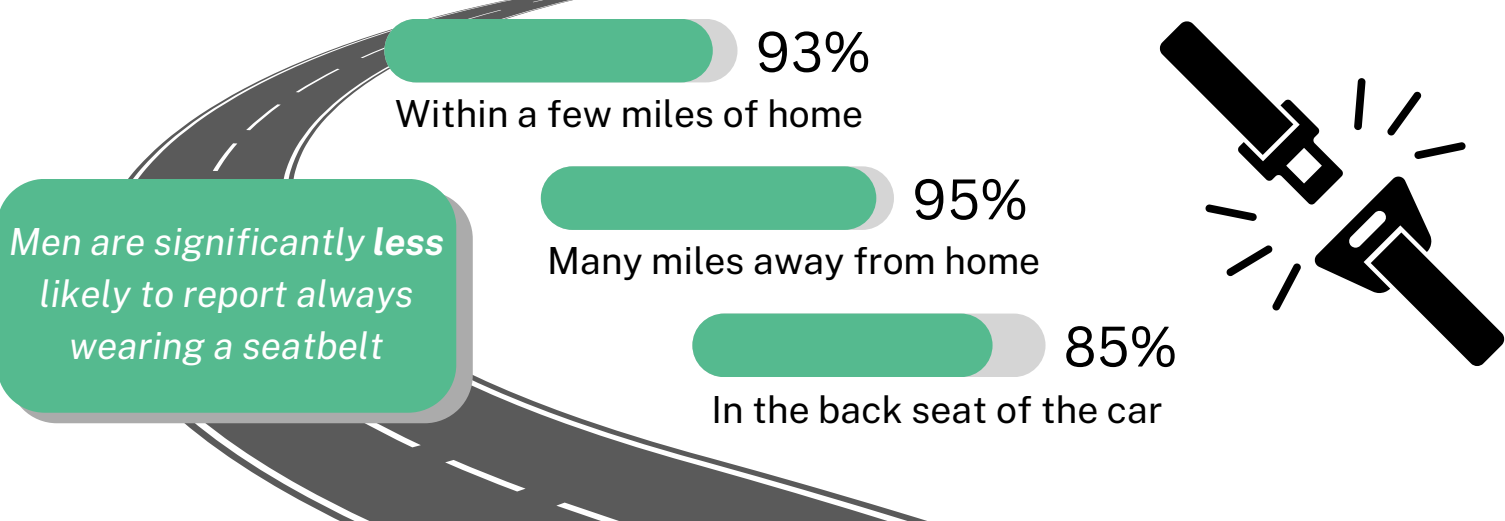 93%
Within a few miles of home
95%
Many miles away from home
Men are significantly less
likely to report always
wearing a seatbelt
85%
In the back seat of the car